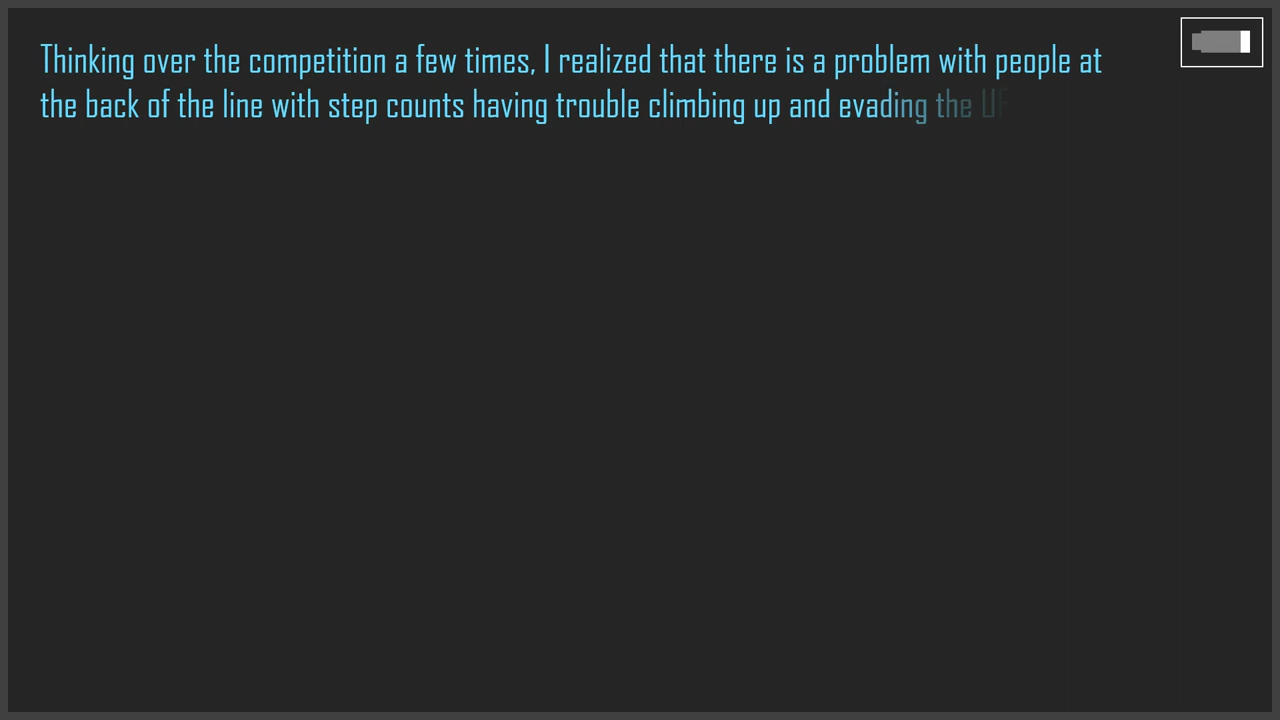 Thinking over the competition a few times, I realized that there is a problem with people at
the back of the line with step counts having trouble climbing up and evading the